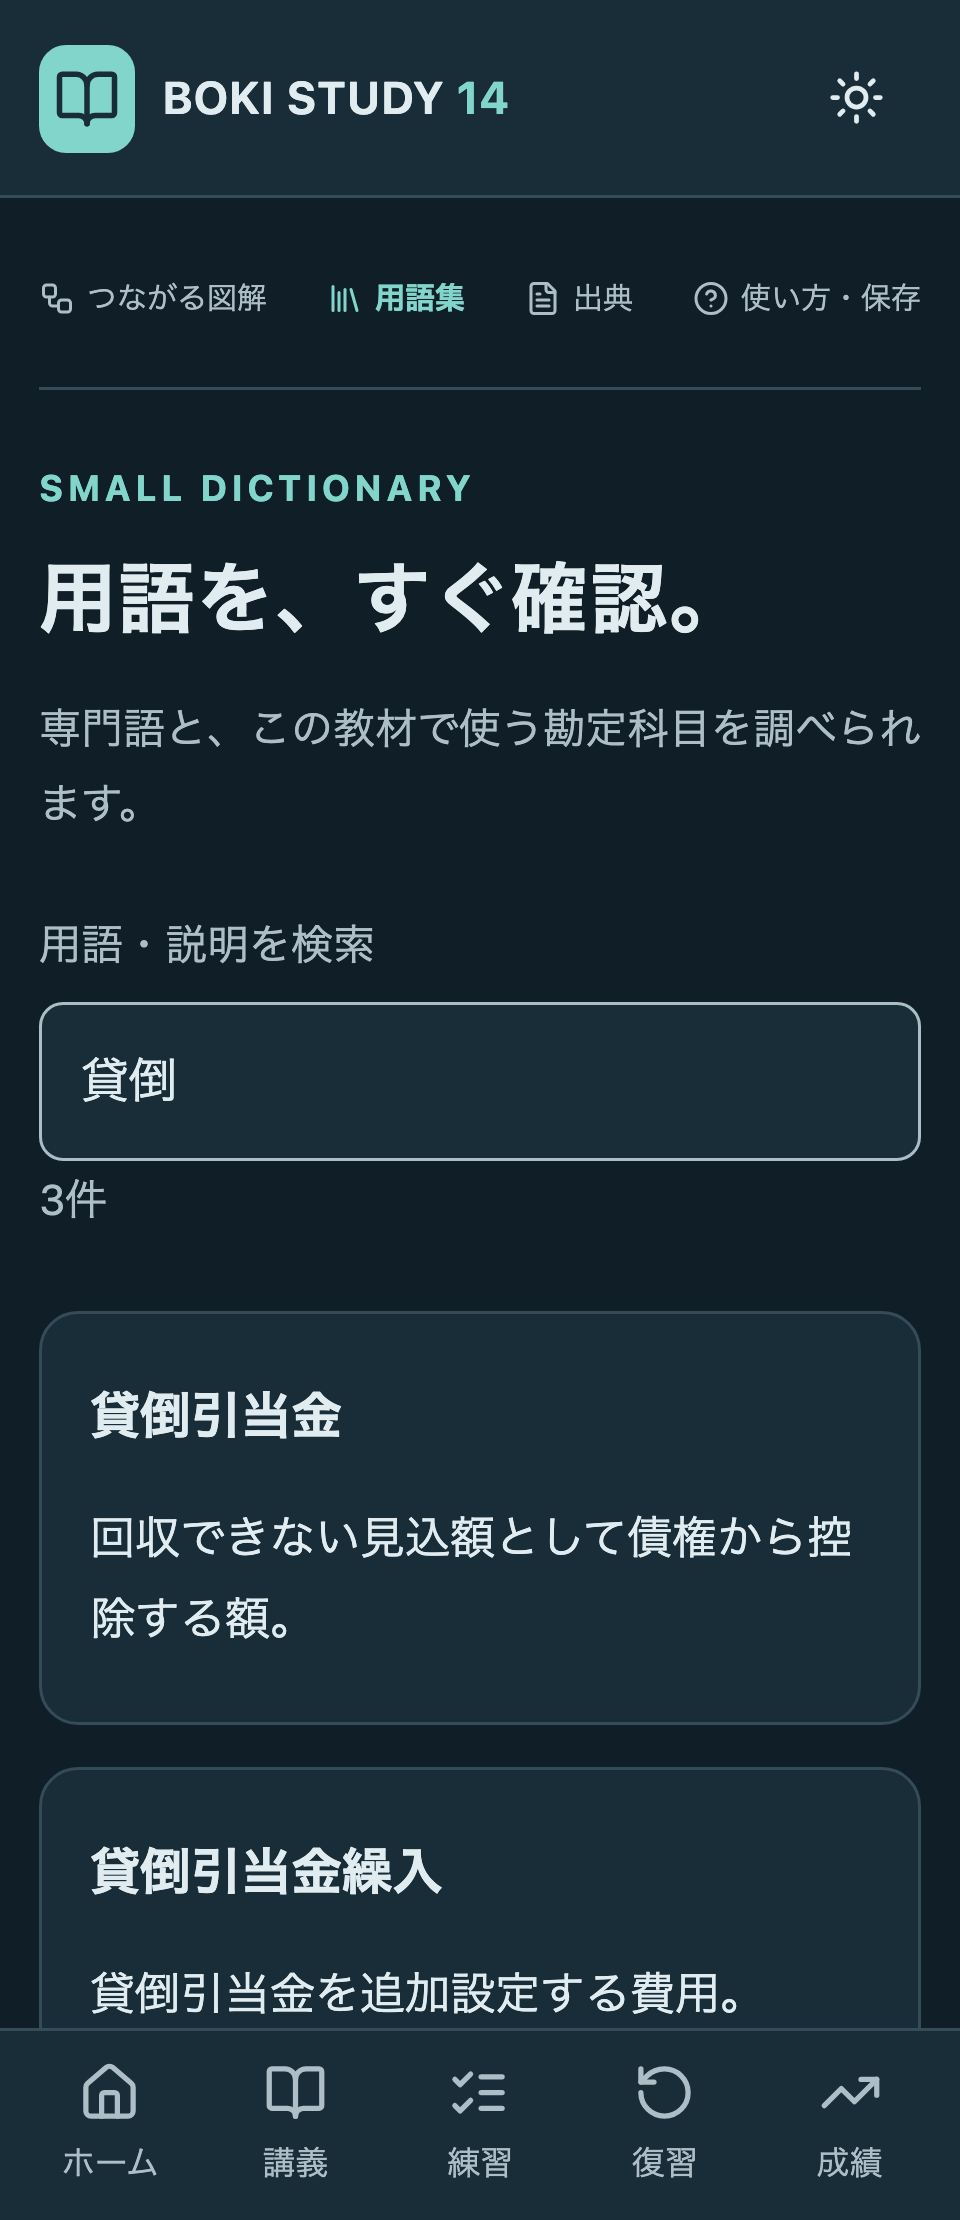 BOKI STUDY 14
つながる図解 用語集 出典 使い方・保存
SMALL DICTIONARY
用語を、すぐ確認。
専門語と、この教材で使う勘定科目を調べられ
ます。
用語・説明を検索
貸倒
3件
貸倒引当金
回収できない見込額として債権から控
除する額。
貸倒引当金繰入
貸倒引当金を追加設定する費用。
ホーム 講義 練習 復習 成績